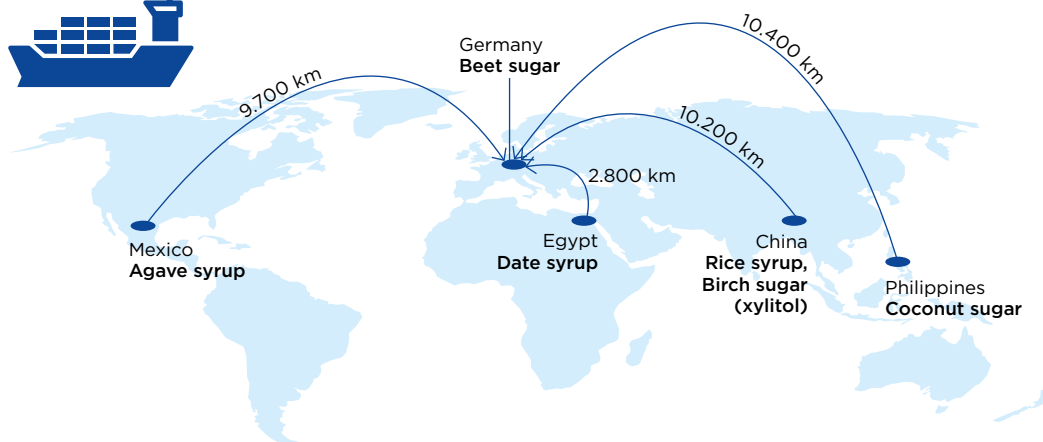 Germany
Beet sugar
9.700 km
10.400 km
10.200 km
2.800 km
Mexico
Agave syrup
Egypt
Date syrup
China
Rice syrup,
Birch sugar
(xylitol)
Philippines
Coconut sugar